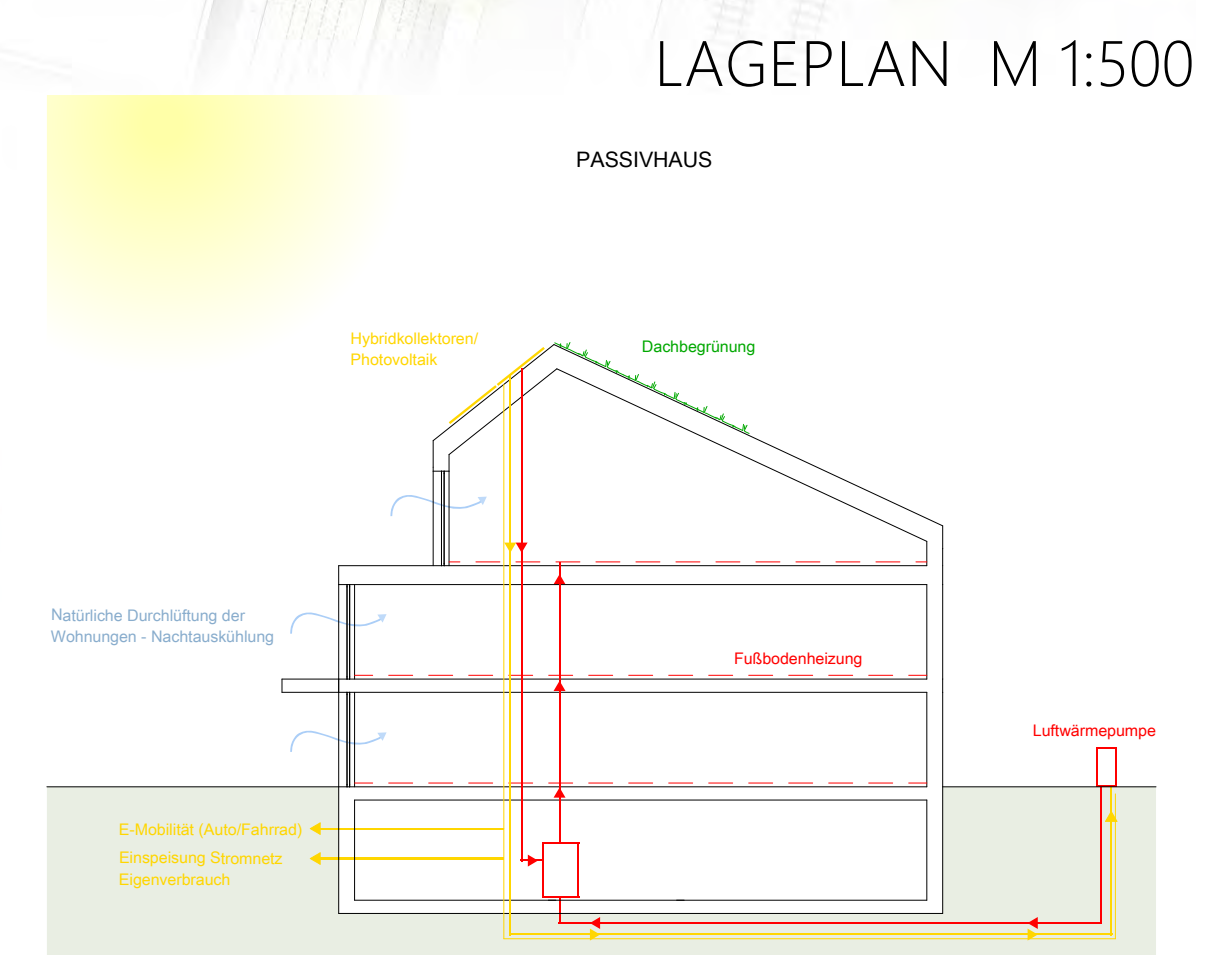 LAGEPLAN M 1:500
PASSIVHAUS
Hybridkollektoren/
Photovoltaik
Dachbegrünung
Natürliche Durchlüftung der
Wohnungen - Nachtauskühlung
Fußbodenheizung
Luftwärmepumpe
E-Mobilität (Auto/Fahrrad)
Einspeisung Stromnetz
Eigenverbrauch